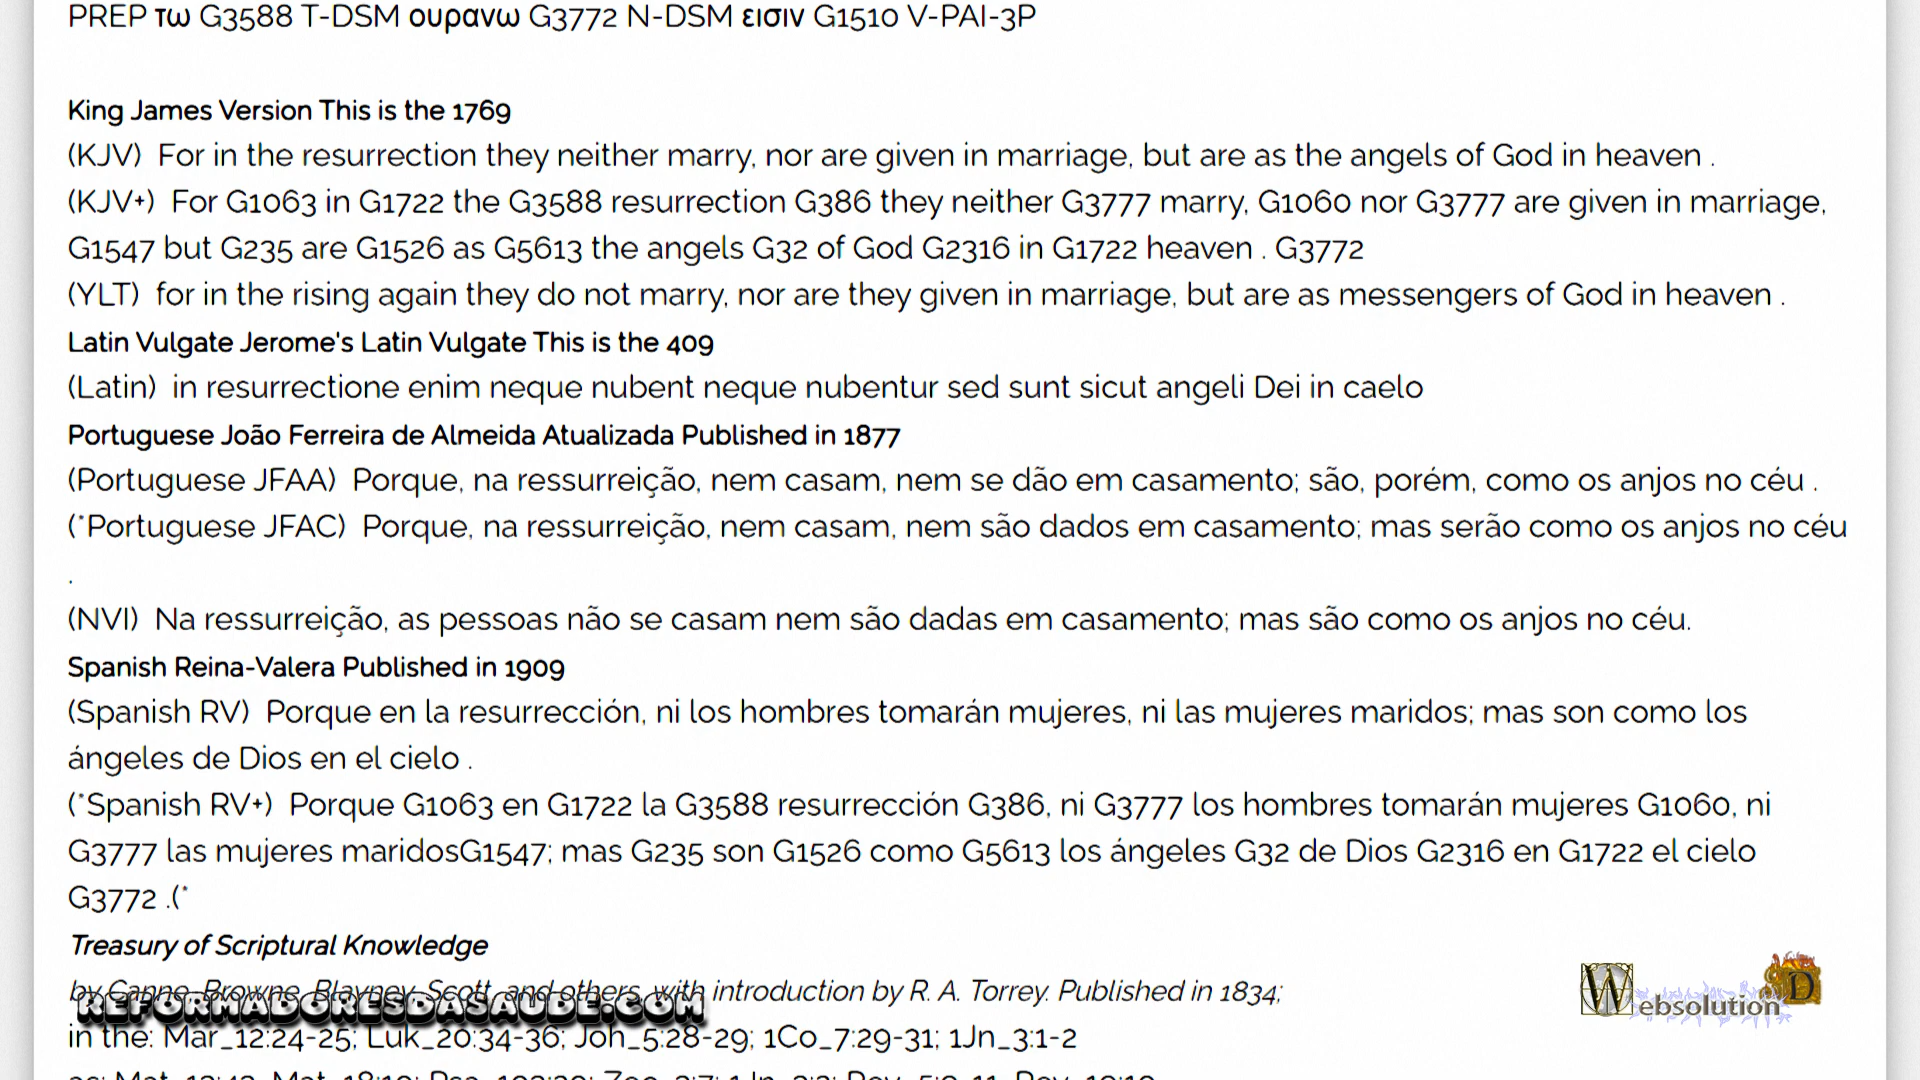 PREP τω G3588 T-DSM ουρανω G3772 N-DSM εισιν G1510 V-PAI-3P
King James Version This is the 1769
(KJV) For in the resurrection they neither marry, nor are given in marriage, but are as the angels of God in heaven .
(KJV+) For G1063 in G1722 the G3588 resurrection G386 they neither G3777 marry, G1060 nor G3777 are given in marriage,
G1547 but G235 are G1526 as G5613 the angels G32 of God G2316 in G1722 heaven . G3772
(YLT) for in the rising again they do not marry, nor are they given in marriage, but are as messengers of God in heaven .
Latin Vulgate Jerome's Latin Vulgate This is the 409
(Latin) in resurrectione enim neque nubent neque nubentur sed sunt sicut angeli Dei in caelo
Portuguese João Ferreira de Almeida Atualizada Published in 1877
(Portuguese JFAA) Porque, na ressurreição, nem casam, nem se dão em casamento; são, porém, como os anjos no céu .
(*Portuguese JFAC) Porque, na ressurreição, nem casam, nem são dados em casamento; mas serão como os anjos no céu
.
(NVI) Na ressurreição, as pessoas não se casam nem são dadas em casamento; mas são como os anjos no céu.
Spanish Reina-Valera Published in 1909
(Spanish RV) Porque en la resurrección, ni los hombres tomarán mujeres, ni las mujeres maridos; mas son como los
ángeles de Dios en el cielo .
(*Spanish RV+) Porque G1063 en G1722 la G3588 resurrección G386, ni G3777 los hombres tomarán mujeres G1060, ni
G3777 las mujeres maridosG1547; mas G235 son G1526 como G5613 los ángeles G32 de Dios G2316 en G1722 el cielo
G3772 .(*
Treasury of Scriptural Knowledge
by Canne, Browne, Blayney, Scott, and others, with introduction by R. A. Torrey. Published in 1834;
REFORMADORESDASAUDE.COM
Websolution D
in the: Mar_12:24-25; Luk_20:34-36; Joh_5:28-29; 1Co_7:29-31; 1Jn_3:1-2